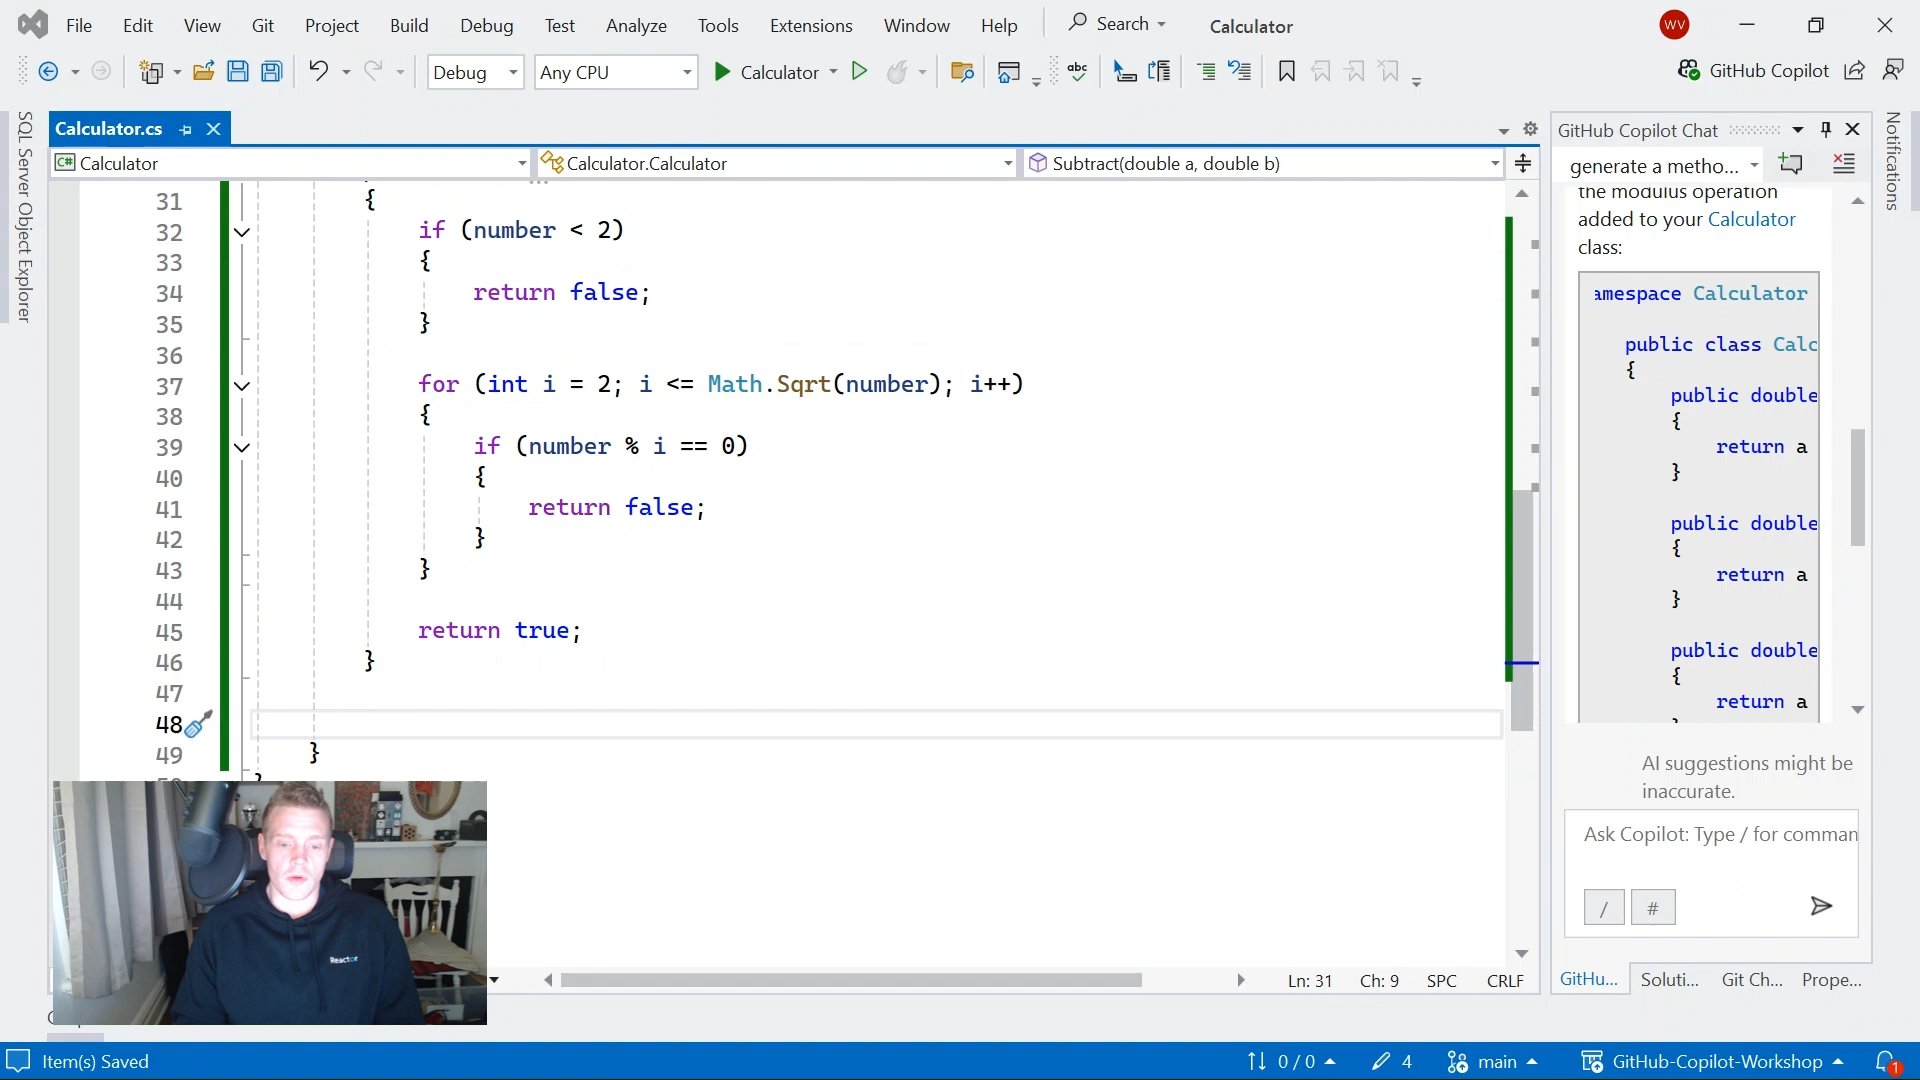 File Edit View Git Project Build Debug Test Analyze Tools Extensions Window Help Search Calculator WV
Debug Any CPU Calculator abc GitHub Copilot
SQL Server Object Explorer
Calculator.cs
GitHub Copilot Chat
Notifications
C# Calculator Calculator.Calculator Subtract(double a, double b)
generate a metho...
31 {
32 if (number < 2)
33 {
34 return false;
35 }
36
37 for (int i = 2; i <= Math.Sqrt(number); i++)
38 {
39 if (number % i == 0)
40 {
41 return false;
42 }
43 }
44
45 return true;
46 }
47
48
49 }
the modulus operation
added to your Calculator
class:
amespace Calculator
public class Calc
{
public double
{
return a
}
public double
{
return a
}
public double
{
return a
AI suggestions might be
inaccurate.
Ask Copilot: Type / for comman
/ #
Reactor
Ln: 31 Ch: 9 SPC CRLF
GitHu... Soluti... Git Ch... Prope...
Item(s) Saved 0 / 0 4 main GitHub-Copilot-Workshop 1